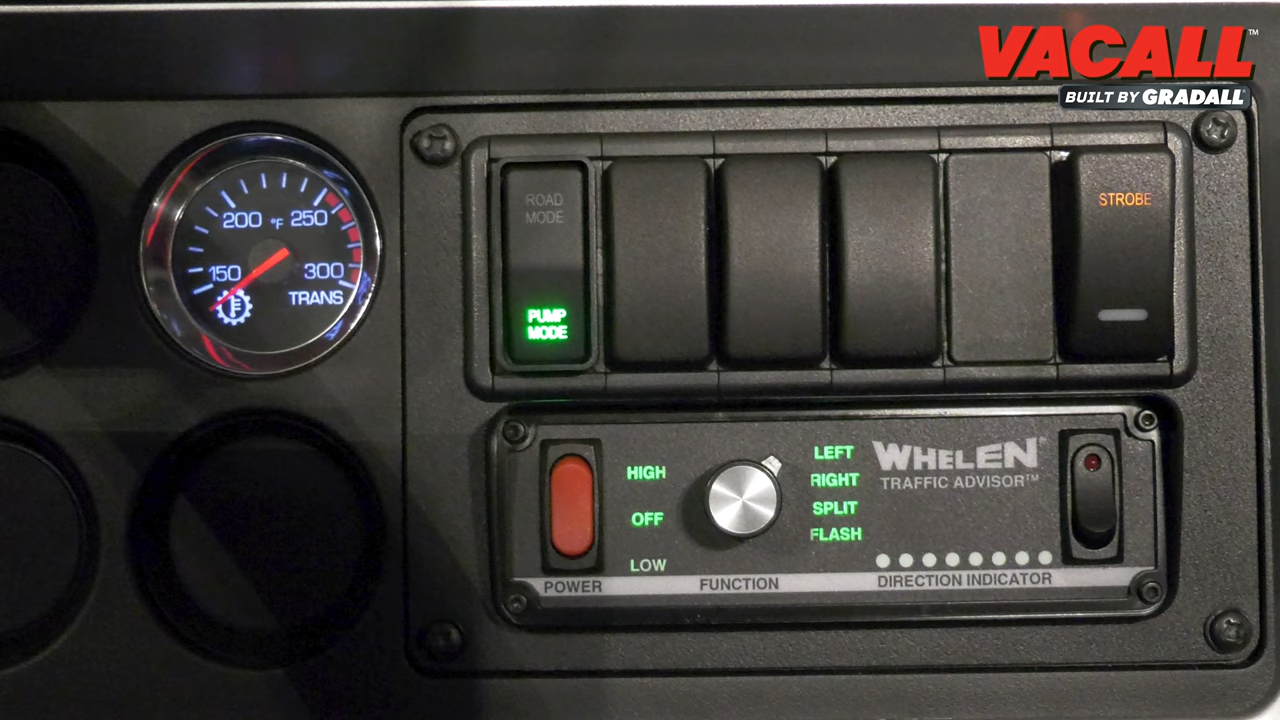 VACALL™
BUILT BY GRADALL®
200 °F 250
150 300
TRANS
ROAD
MODE
PUMP
MODE
STROBE
HIGH
OFF
LOW
POWER
FUNCTION
LEFT
RIGHT
SPLIT
FLASH
WHELEN®
TRAFFIC ADVISOR™
DIRECTION INDICATOR